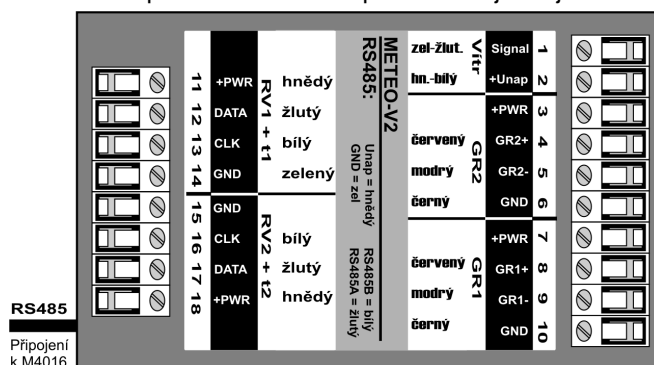 11 +PWR hnědý
12 DATA žlutý
13 CLK bílý
14 GND zelený
RV1 + t1
15 GND
16 CLK bílý
17 DATA žlutý
18 +PWR hnědý
RV2 + t2
METEO-V2
RS485:
Unap = hnědý
GND = zel
RS485B = bílý
RS485A = žlutý
zel-žlut. Signal 1
hn.-bílý +Unap 2
Vítr
+PWR 3
červený GR2+ 4
modrý GR2- 5
černý GND 6
GR2
+PWR 7
červený GR1+ 8
modrý GR1- 9
černý GND 10
GR1
RS485
Připojení
k M4016